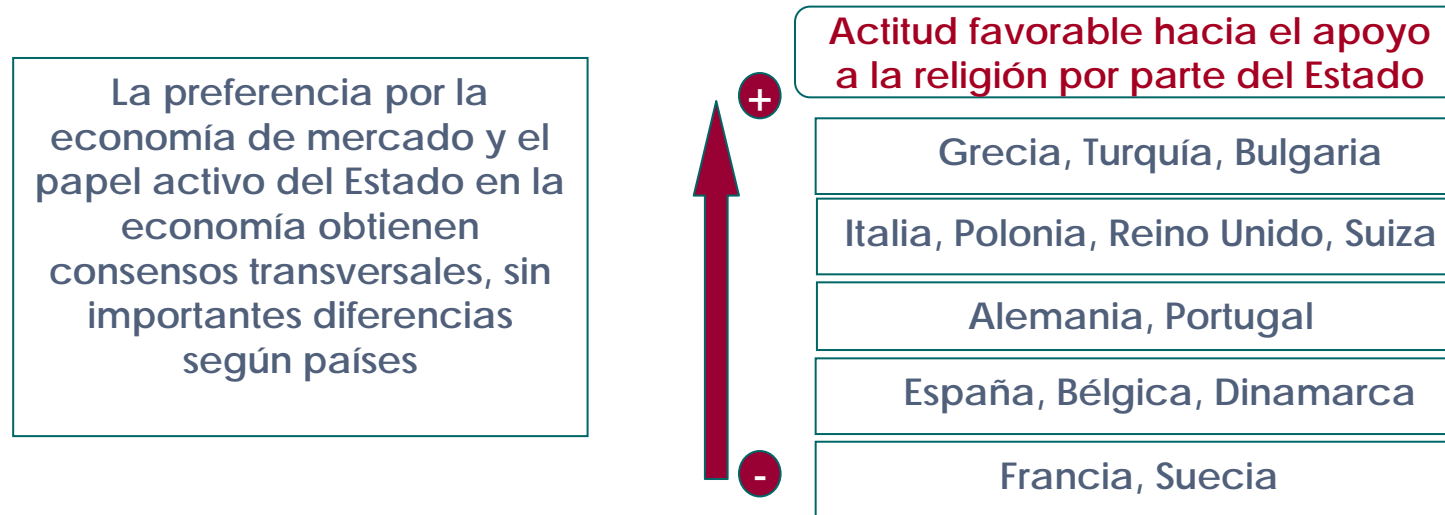 La preferencia por la
economía de mercado y el
papel activo del Estado en la
economía obtienen
consensos transversales, sin
importantes diferencias
según países
+
-
Actitud favorable hacia el apoyo
a la religión por parte del Estado
Grecia, Turquía, Bulgaria
Italia, Polonia, Reino Unido, Suiza
Alemania, Portugal
España, Bélgica, Dinamarca
Francia, Suecia